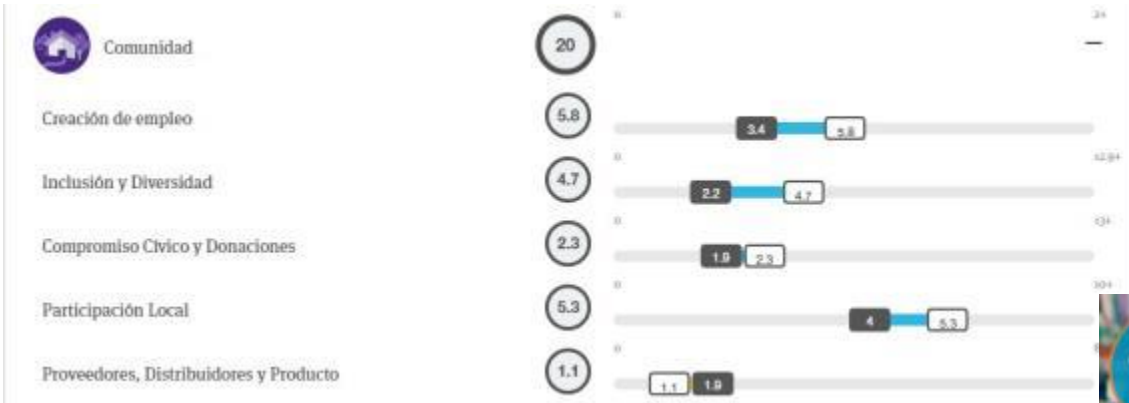 Comunidad 20
Creación de empleo 5.8 3.4 5.8
Inclusión y Diversidad 4.7 2.2 4.7
Compromiso Cívico y Donaciones 2.3 1.9 2.3
Participación Local 5.3 4 5.3
Proveedores, Distribuidores y Producto 1.1 1.1 1.9